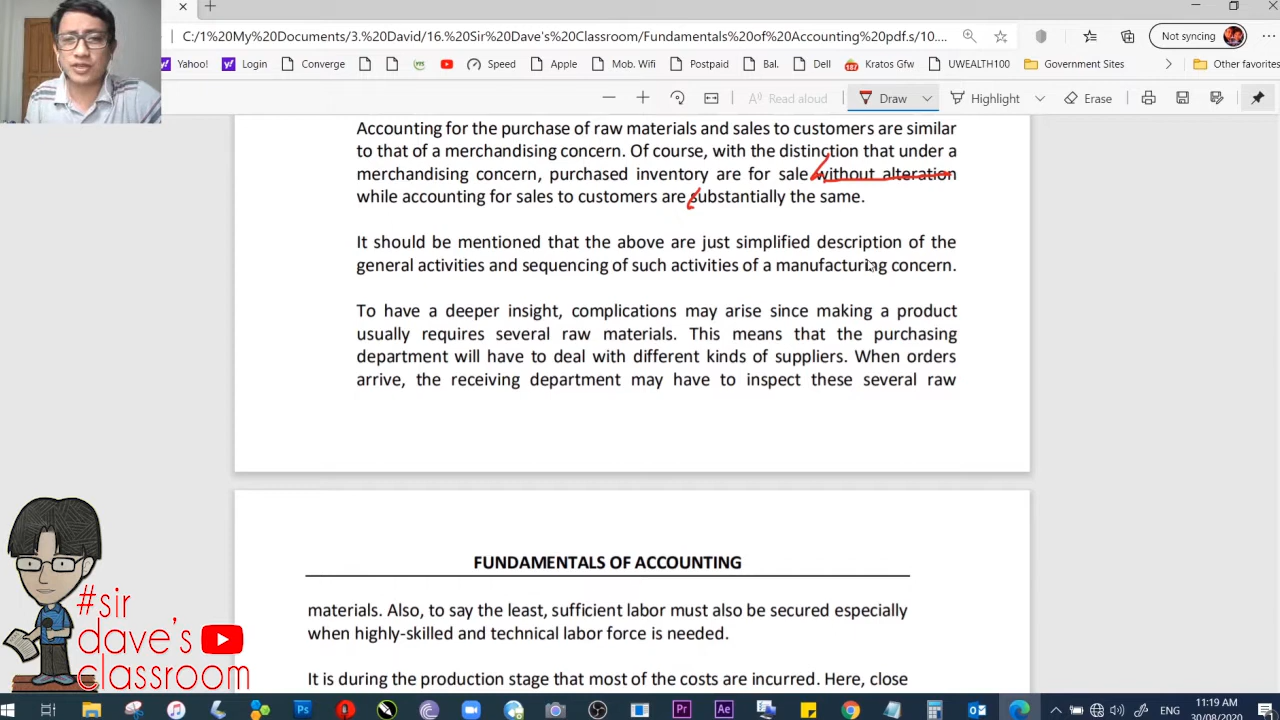 C:/1%20My%20Documents/3.%20David/16.%20Sir%20Dave's%20Classroom/Fundamentals%20of%20Accounting%20pdf.s/10....
Not syncing
Yahoo!
Login
Converge
Speed
Apple
Mob. Wifi
Postpaid
Bal.
Dell
Kratos Gfw
UWEALTH100
Government Sites
Other favorites
Read aloud
Draw
Highlight
Erase
Accounting for the purchase of raw materials and sales to customers are similar
to that of a merchandising concern. Of course, with the distinction that under a
merchandising concern, purchased inventory are for sale without alteration
while accounting for sales to customers are substantially the same.
It should be mentioned that the above are just simplified description of the
general activities and sequencing of such activities of a manufacturing concern.
To have a deeper insight, complications may arise since making a product
usually requires several raw materials. This means that the purchasing
department will have to deal with different kinds of suppliers. When orders
arrive, the receiving department may have to inspect these several raw
FUNDAMENTALS OF ACCOUNTING
materials. Also, to say the least, sufficient labor must also be secured especially
when highly-skilled and technical labor force is needed.
It is during the production stage that most of the costs are incurred. Here, close
#sir
dave's
classroom
ENG
11:19 AM
30/08/2020